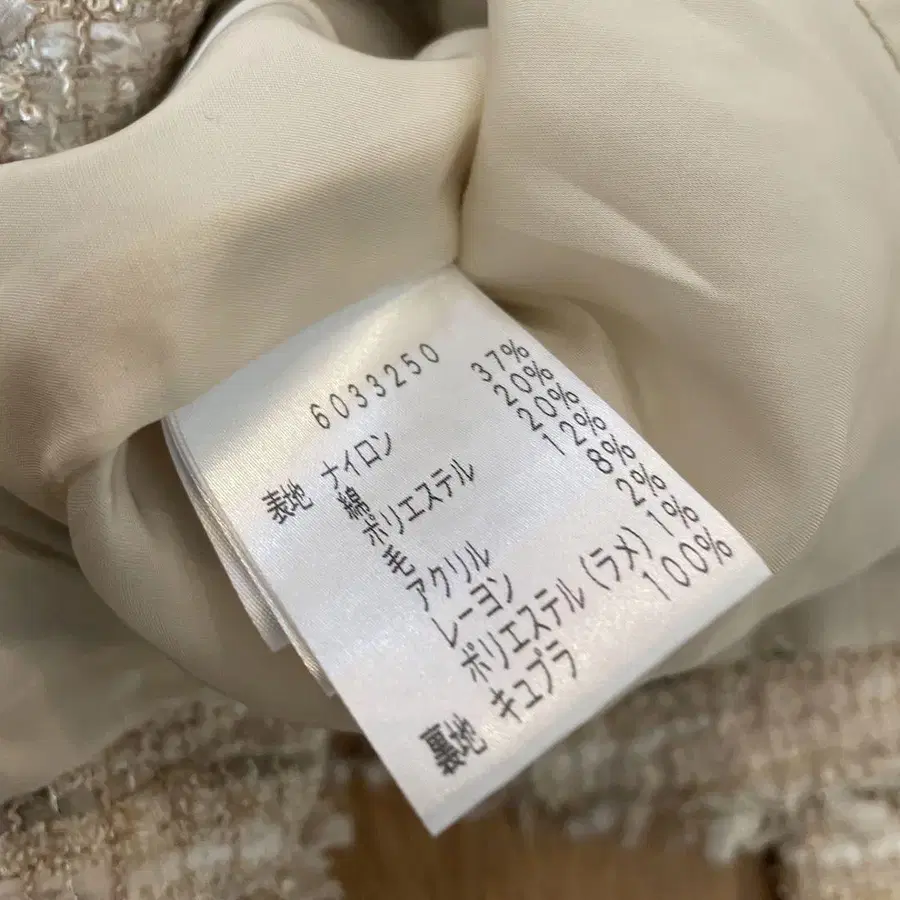 6033250
表地 ナイロン 37%
綿 20%
ポリエステル 20%
毛 12%
アクリル 8%
レーヨン 2%
ポリエステル(ラメ) 1%
裏地 キュプラ 100%